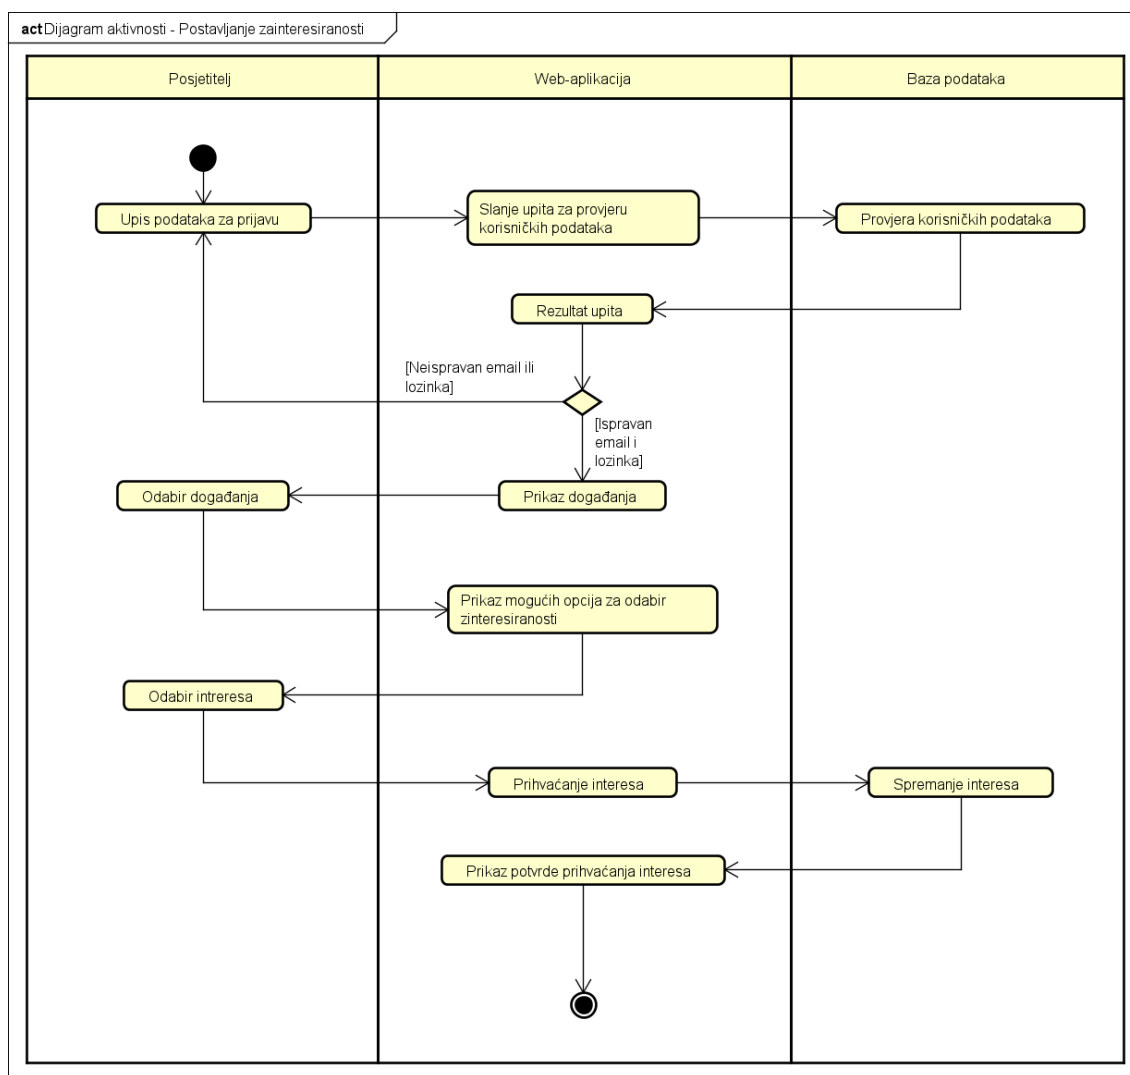 act Dijagram aktivnosti - Postavljanje zainteresiranosti
Posjetitelj
Web-aplikacija
Baza podataka
Upis podataka za prijavu
Slanje upita za provjeru
korisničkih podataka
Provjera korisničkih podataka
Rezultat upita
[Neispravan email ili
lozinka]
[Ispravan
email i
lozinka]
Odabir događanja
Prikaz događanja
Prikaz mogućih opcija za odabir
zinteresiranosti
Odabir intreresa
Prihvaćanje interesa
Spremanje interesa
Prikaz potvrde prihvaćanja interesa